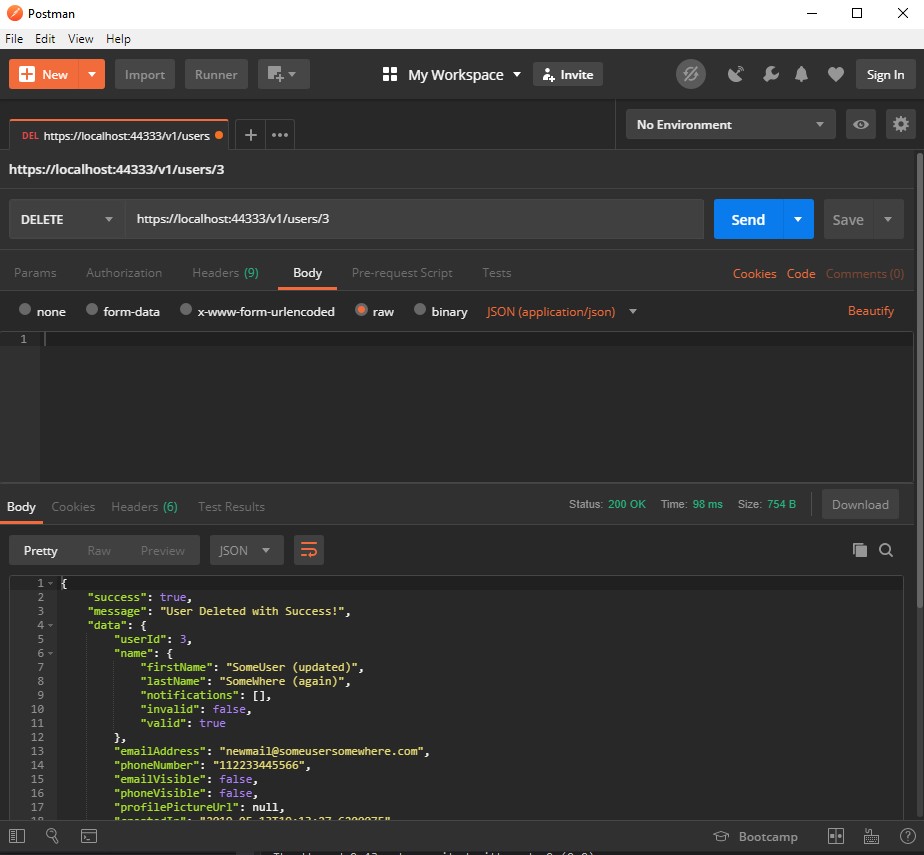 Postman
File Edit View Help
New Import Runner My Workspace Invite Sign In
DEL https://localhost:44333/v1/users No Environment
https://localhost:44333/v1/users/3
DELETE https://localhost:44333/v1/users/3 Send Save
Params Authorization Headers (9) Body Pre-request Script Tests Cookies Code Comments (0)
none form-data x-www-form-urlencoded raw binary JSON (application/json) Beautify
1
Body Cookies Headers (6) Test Results Status: 200 OK Time: 98 ms Size: 754 B Download
Pretty Raw Preview JSON
1 {
2 "success": true,
3 "message": "User Deleted with Success!",
4 "data": {
5 "userId": 3,
6 "name": {
7 "firstName": "SomeUser (updated)",
8 "lastName": "SomeWhere (again)",
9 "notifications": [],
10 "invalid": false,
11 "valid": true
12 },
13 "emailAddress": "newmail@someusersomewhere.com",
14 "phoneNumber": "112233445566",
15 "emailVisible": false,
16 "phoneVisible": false,
17 "profilePictureUrl": null,
Bootcamp